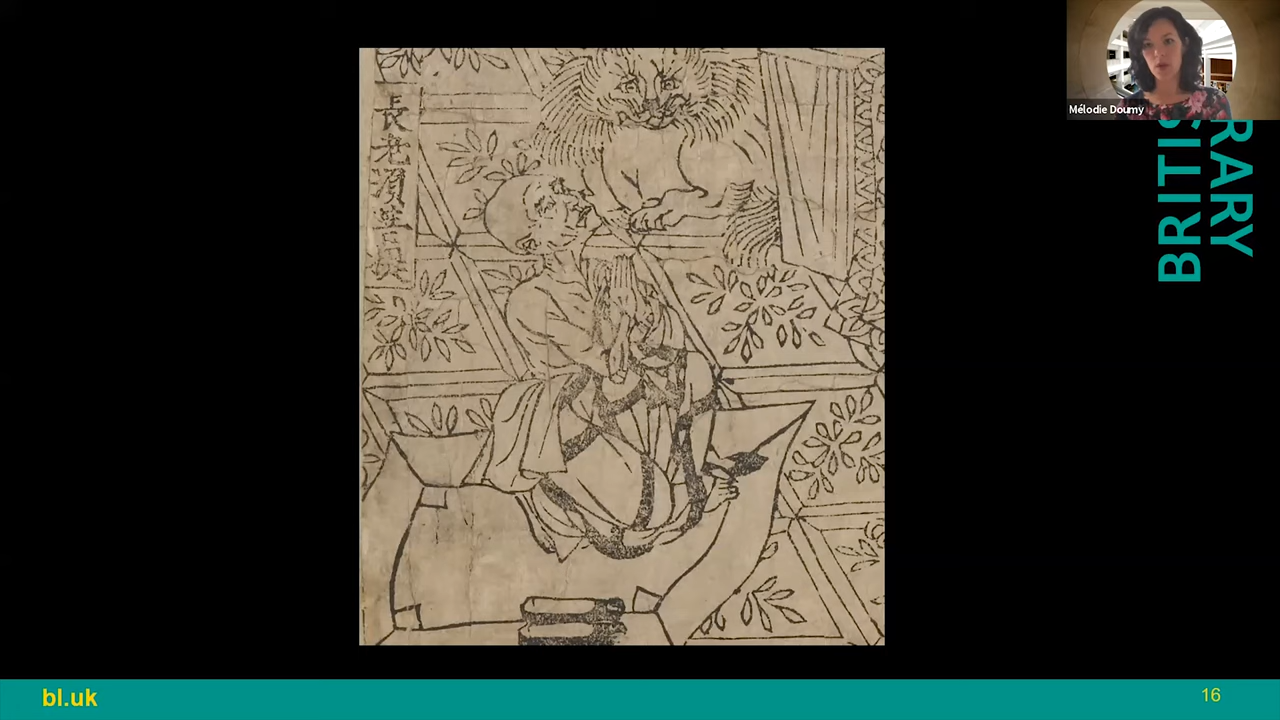 長老須菩提
Mélodie Doumy
BRITIS
RARY
bl.uk
16